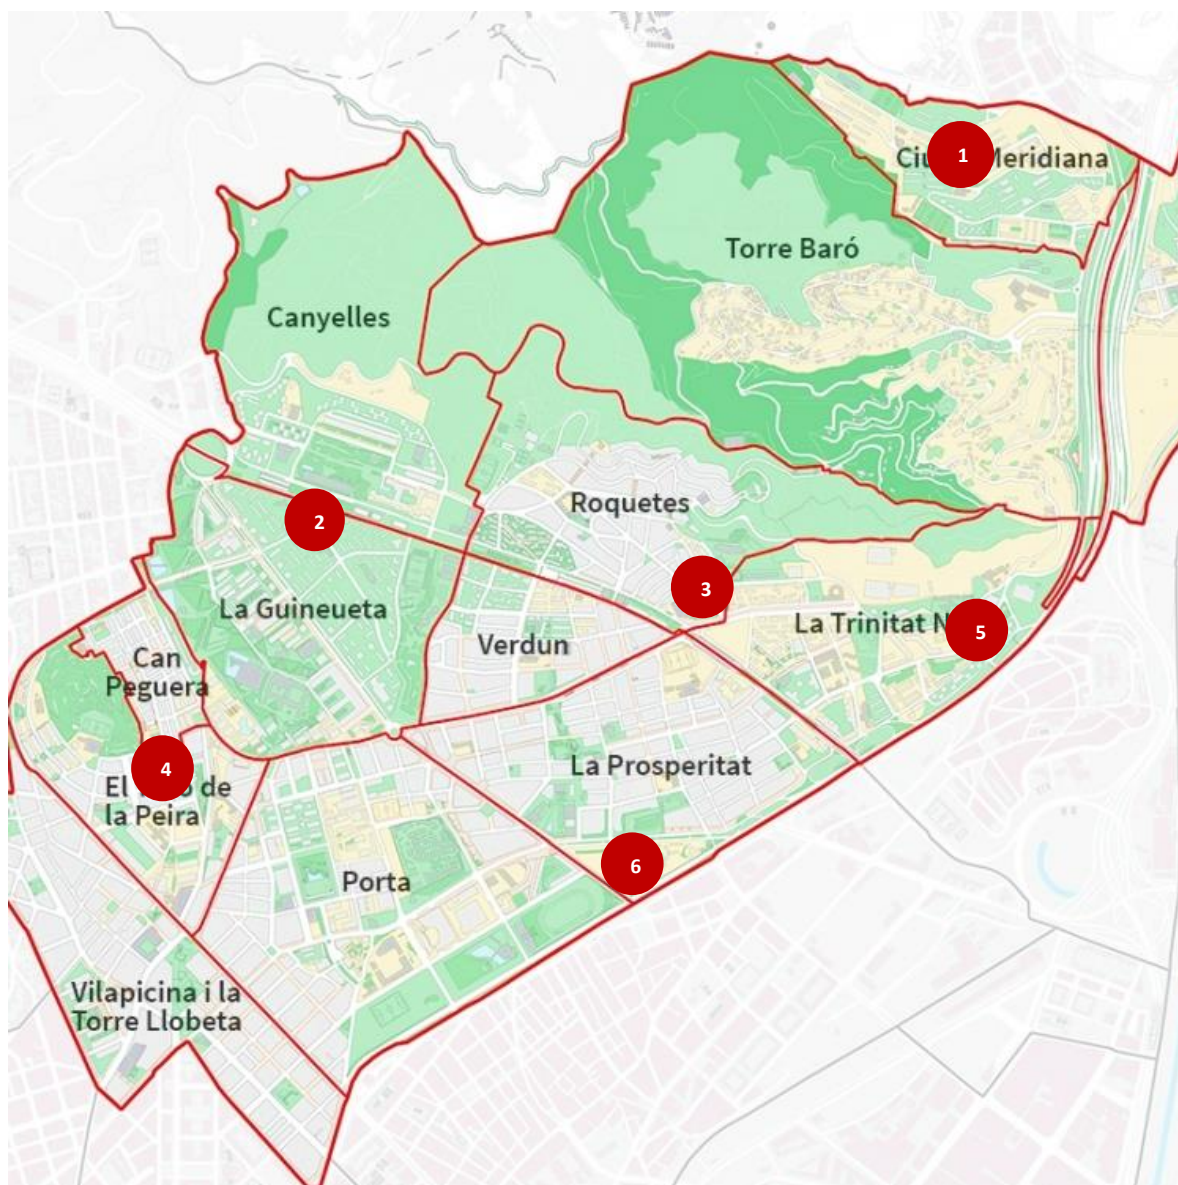 1
Ciu Meridiana
Torre Baró
Canyelles
Roquetes
2
3
La Guineueta
La Trinitat N
5
Verdun
Can
Peguera
4
El de
la Peira
La Prosperitat
6
Porta
Vilapicina i la
Torre Llobeta